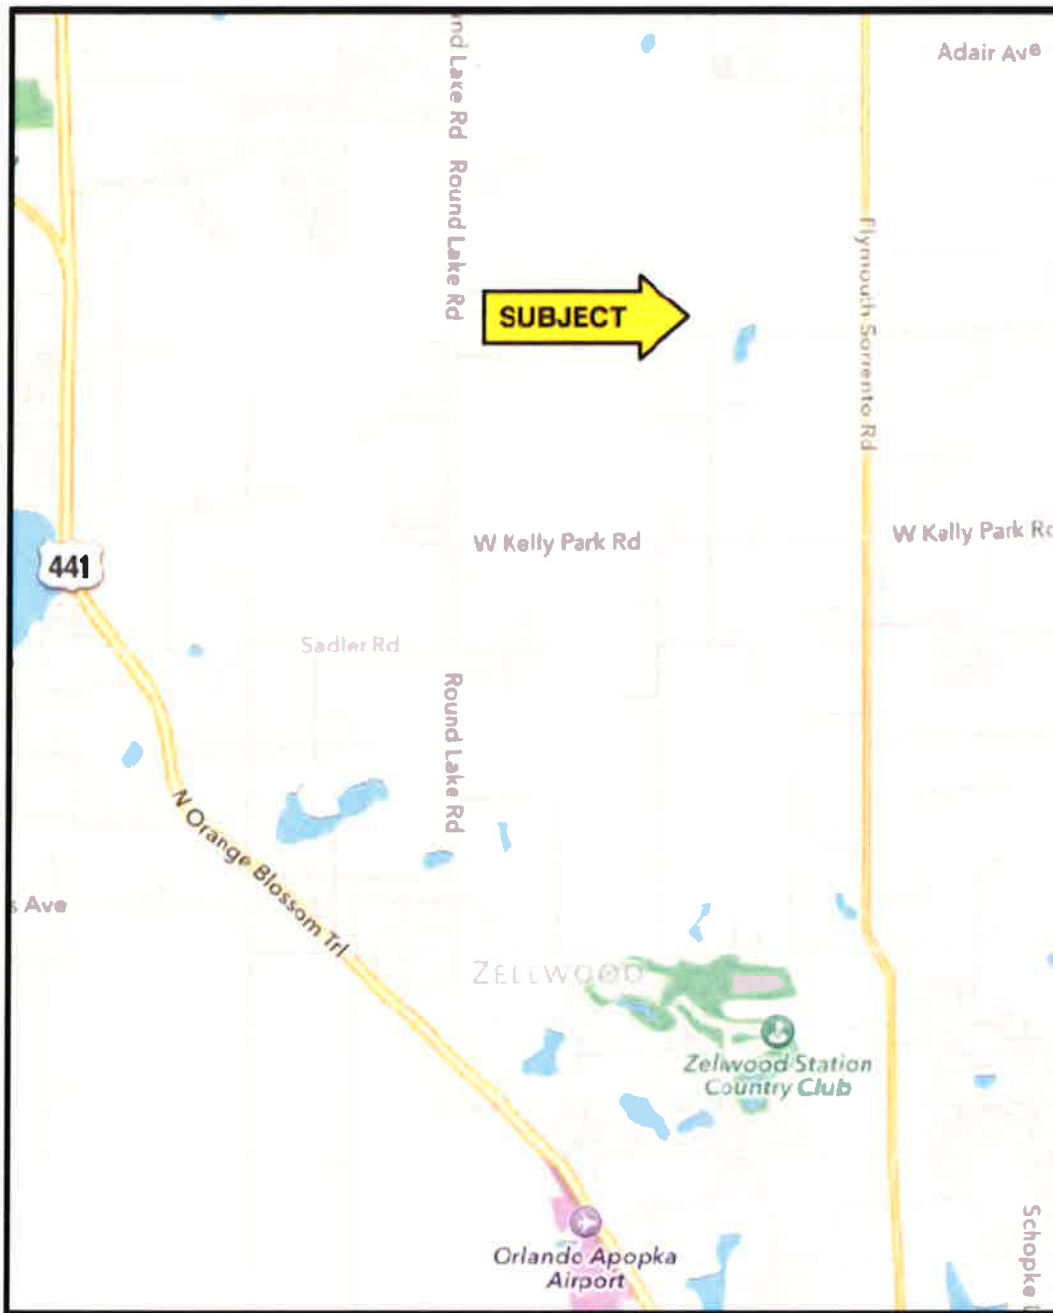 Adair Ave
nd Lake Rd
Round Lake Rd
Plymouth Sorrento Rd
SUBJECT
W Kelly Park Rd
W Kelly Park Rd
441
Sadler Rd
Round Lake Rd
N Orange Blossom Trl
s Ave
ZELLWOOD
Zellwood Station
Country Club
Orlando Apopka
Airport
Schopke